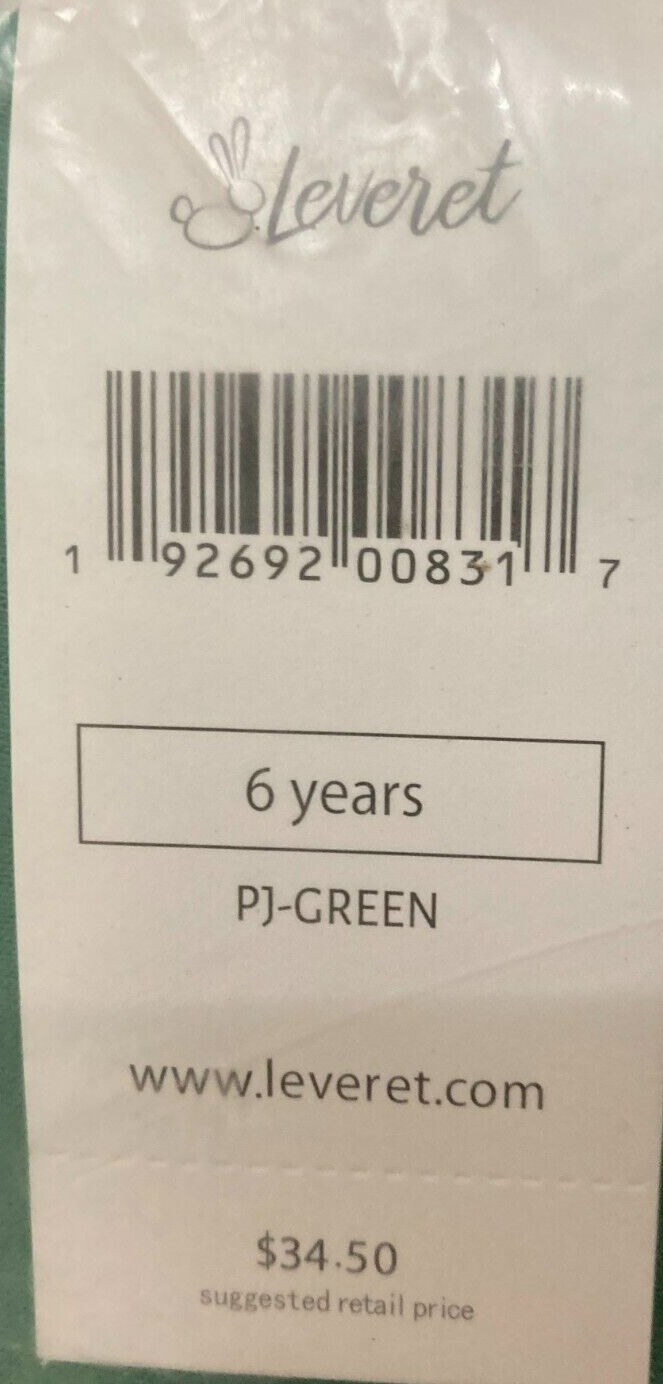 Leveret
1 92692 00831 7
6 years
PJ-GREEN
www.leveret.com
$34.50
suggested retail price